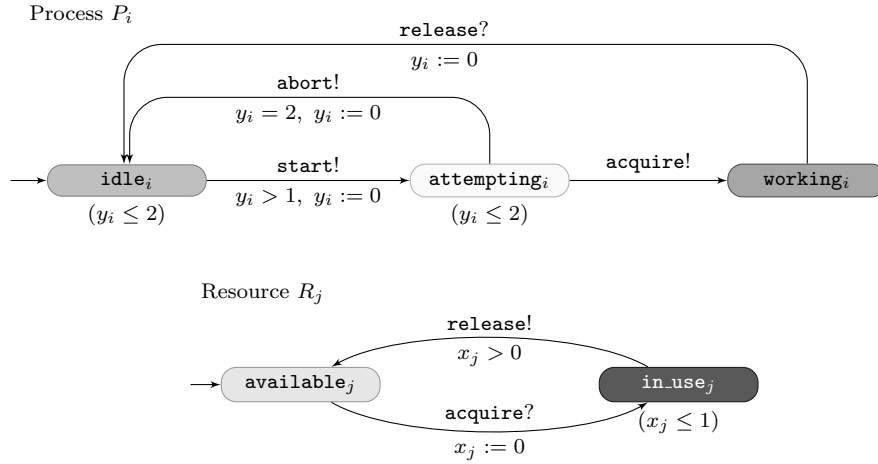 Process P_i
release?
y_i := 0
abort!
y_i = 2, y_i := 0
idle_i
start!
attempting_i
acquire!
working_i
(y_i ≤ 2)
y_i > 1, y_i := 0
(y_i ≤ 2)
Resource R_j
release!
x_j > 0
available_j
in_use_j
acquire?
(x_j ≤ 1)
x_j := 0